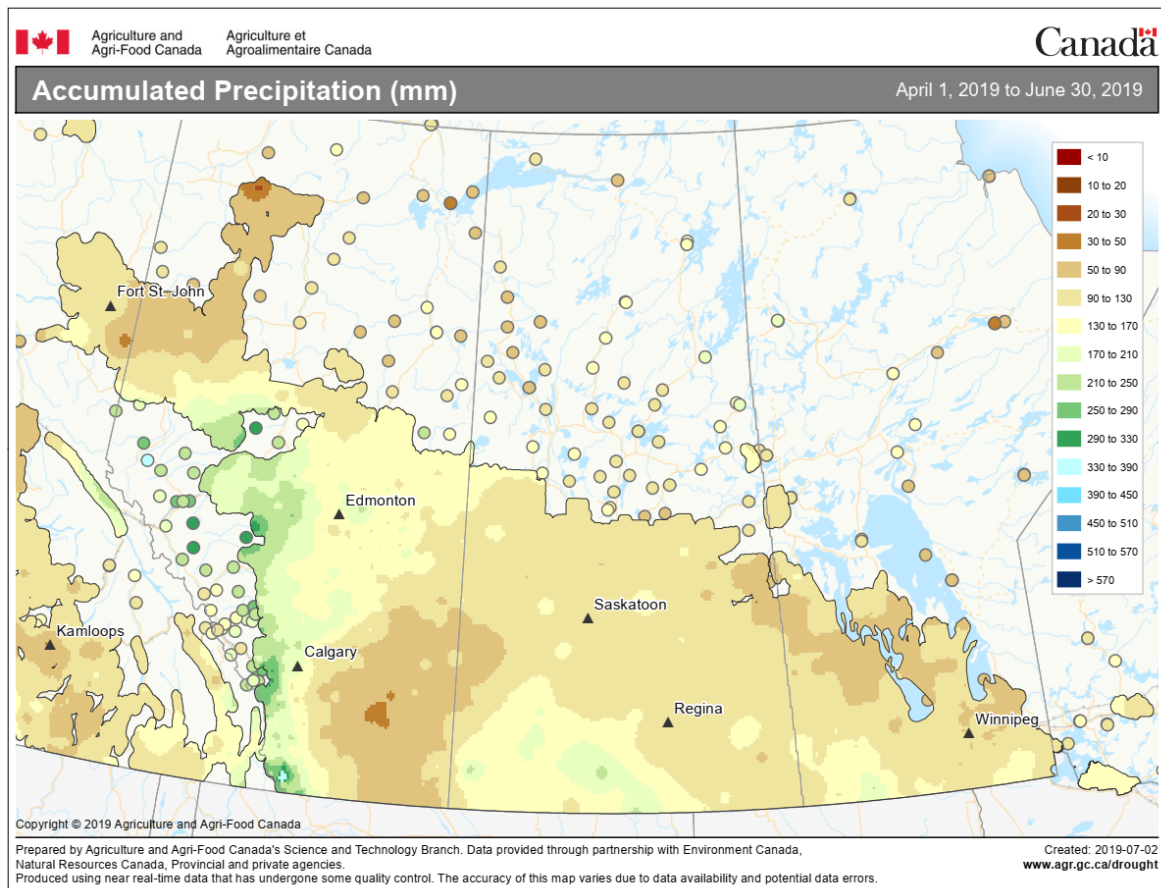 Agriculture and
Agri-Food Canada
Agriculture et
Agroalimentaire Canada
Canada
Accumulated Precipitation (mm)
April 1, 2019 to June 30, 2019
< 10
10 to 20
20 to 30
30 to 50
50 to 90
90 to 130
130 to 170
170 to 210
210 to 250
250 to 290
290 to 330
330 to 390
390 to 450
450 to 510
510 to 570
> 570
Fort St. John
Edmonton
Saskatoon
Kamloops
Calgary
Regina
Winnipeg
Copyright © 2019 Agriculture and Agri-Food Canada
Prepared by Agriculture and Agri-Food Canada's Science and Technology Branch. Data provided through partnership with Environment Canada,
Natural Resources Canada, Provincial and private agencies.
Produced using near real-time data that has undergone some quality control. The accuracy of this map varies due to data availability and potential data errors.
Created: 2019-07-02
www.agr.gc.ca/drought